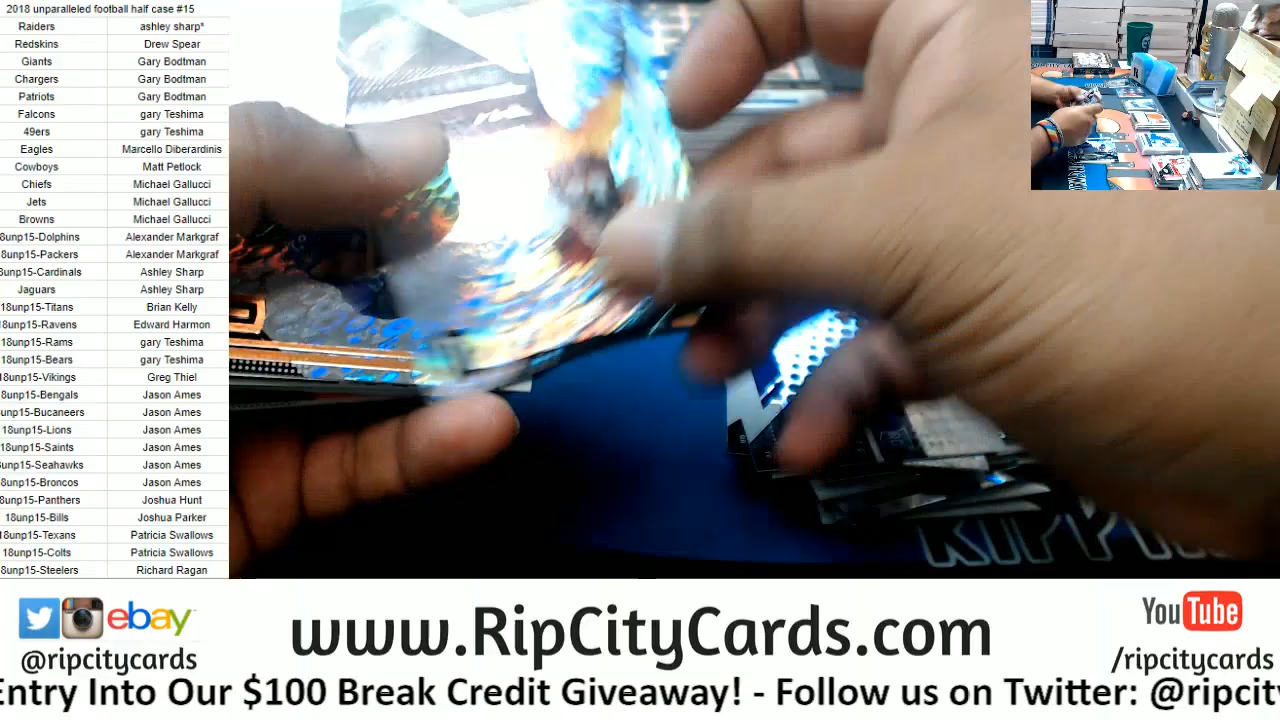 2018 unparalleled football half case #15
Raiders ashley sharp*
Redskins Drew Spear
Giants Gary Bodtman
Chargers Gary Bodtman
Patriots Gary Bodtman
Falcons gary Teshima
49ers gary Teshima
Eagles Marcello Diberardinis
Cowboys Matt Petlock
Chiefs Michael Gallucci
Jets Michael Gallucci
Browns Michael Gallucci
8unp15-Dolphins Alexander Markgraf
8unp15-Packers Alexander Markgraf
8unp15-Cardinals Ashley Sharp
Jaguars Ashley Sharp
18unp15-Titans Brian Kelly
8unp15-Ravens Edward Harmon
18unp15-Rams gary Teshima
18unp15-Bears gary Teshima
18unp15-Vikings Greg Thiel
8unp15-Bengals Jason Ames
unp15-Bucaneers Jason Ames
18unp15-Lions Jason Ames
18unp15-Saints Jason Ames
8unp15-Seahawks Jason Ames
8unp15-Broncos Jason Ames
8unp15-Panthers Joshua Hunt
18unp15-Bills Joshua Parker
18unp15-Texans Patricia Swallows
18unp15-Colts Patricia Swallows
8unp15-Steelers Richard Ragan
RIPPIN
ebay
@ripcitycards
www.RipCityCards.com
YouTube
/ripcitycards
Entry Into Our $100 Break Credit Giveaway! - Follow us on Twitter: @ripcity